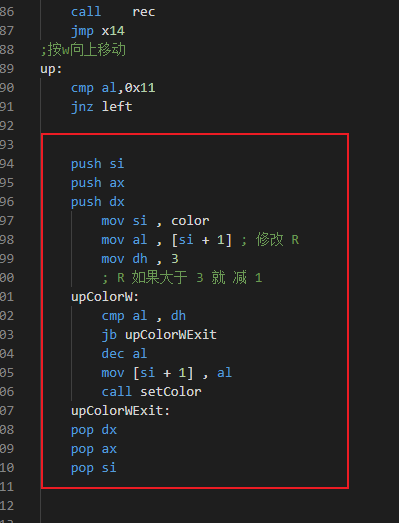 86 call rec
87 jmp x14
88 ;按w向上移动
89 up:
90 cmp al,0x11
91 jnz left
92
93
94 push si
95 push ax
96 push dx
97 mov si , color
98 mov al , [si + 1] ; 修改 R
99 mov dh , 3
00 ; R 如果大于 3 就 减 1
01 upColorW:
02 cmp al , dh
03 jb upColorWExit
04 dec al
05 mov [si + 1] , al
06 call setColor
07 upColorWExit:
08 pop dx
09 pop ax
10 pop si
11
12